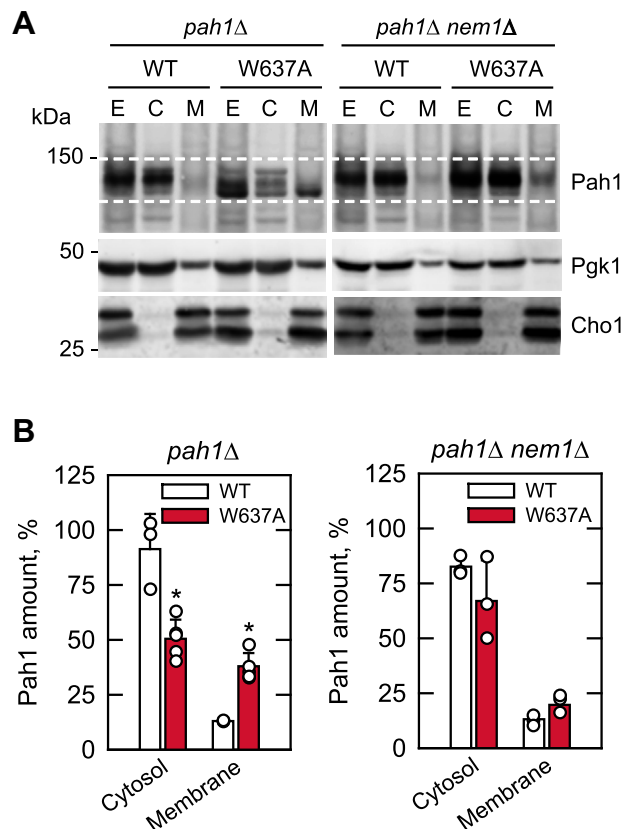 A
pah1Δ
pah1Δ nem1Δ
WT W637A WT W637A
kDa
E C M E C M E C M E C M
150
Pah1
50
Pgk1
Cho1
25
B
pah1Δ
pah1Δ nem1Δ
Pah1 amount, %
125
100
75
50
25
0
WT
W637A
*
*
Cytosol
Membrane
Pah1 amount, %
125
100
75
50
25
0
WT
W637A
Cytosol
Membrane